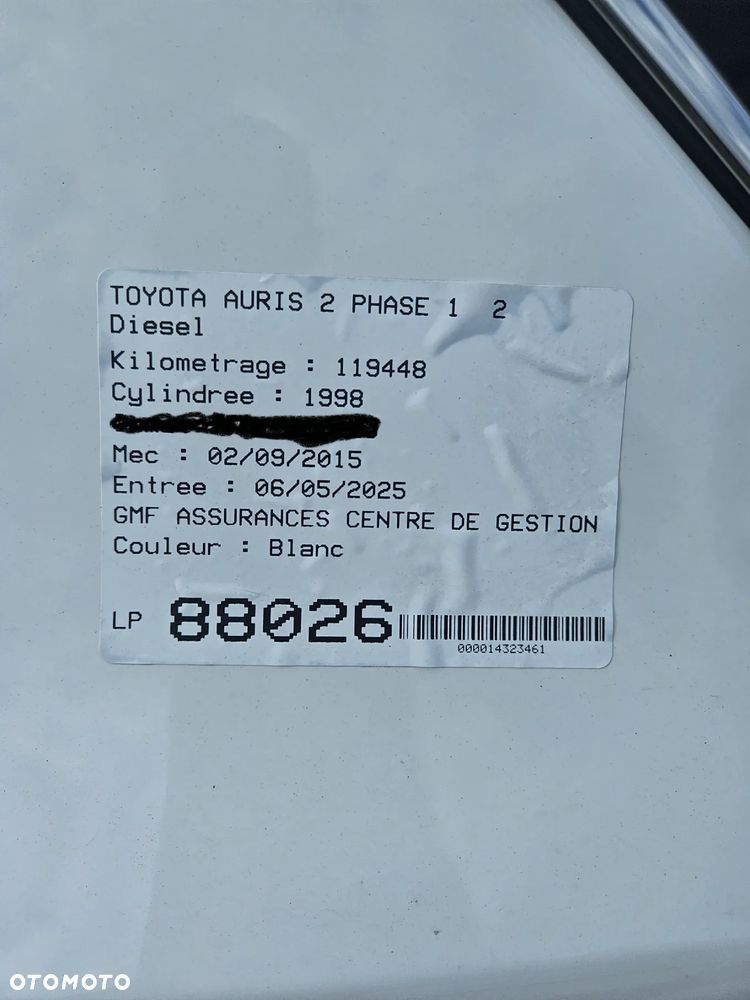 TOYOTA AURIS 2 PHASE 1 2
Diesel
Kilometrage : 119448
Cylindree : 1998
Mec : 02/09/2015
Entree : 06/05/2025
GMF ASSURANCES CENTRE DE GESTION
Couleur : Blanc
LP 88026
000014323461
OTOMOTO